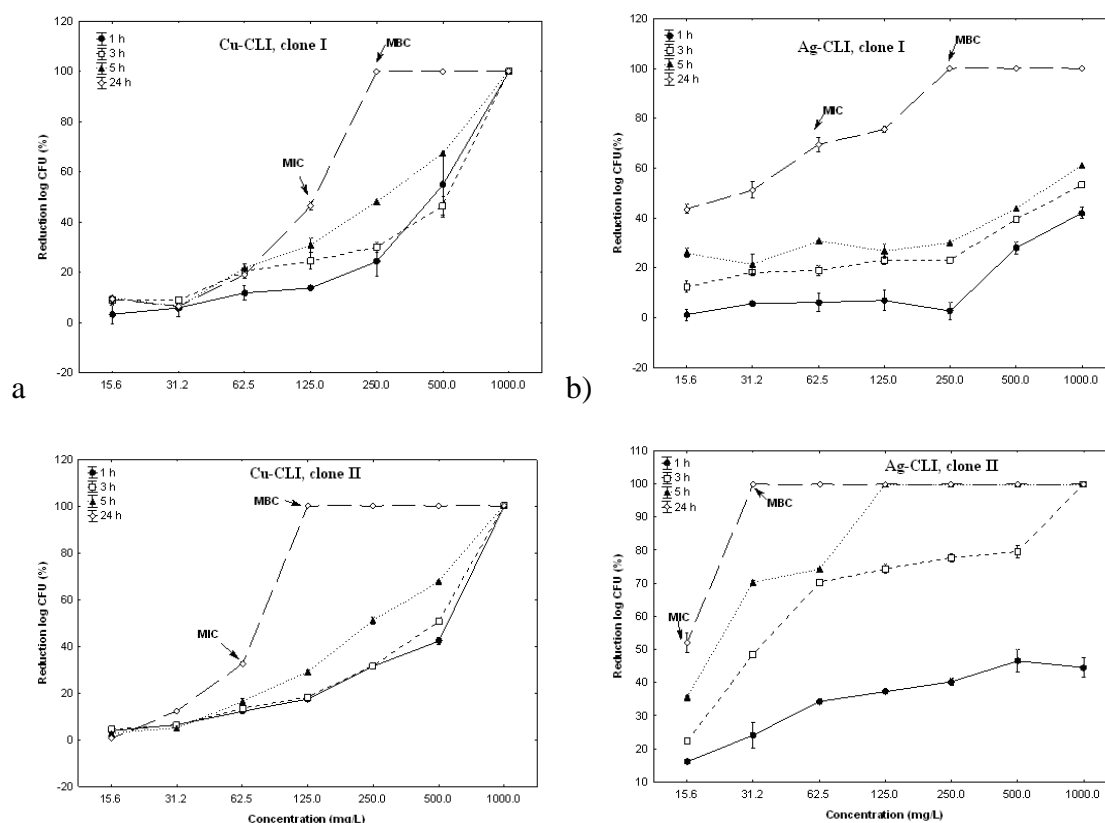 Cu-CLI, clone I
1 h
3 h
5 h
24 h
MBC
MIC
Reduction log CFU (%)
120
100
80
60
40
20
0
-20
15.6 31.2 62.5 125.0 250.0 500.0 1000.0
a
Ag-CLI, clone I
1 h
3 h
5 h
24 h
MBC
MIC
Reduction log CFU(%)
120
100
80
60
40
20
0
-20
15.6 31.2 62.5 125.0 250.0 500.0 1000.0
b)
Cu-CLI, clone II
1 h
3 h
5 h
24 h
MBC
MIC
Reduction log CFU (%)
120
100
80
60
40
20
0
-20
15.6 31.2 62.5 125.0 250.0 500.0 1000.0
Concentration (mg/L)
Ag-CLI, clone II
1 h
3 h
5 h
24 h
MBC
MIC
Reduction log CFU (%)
110
100
90
80
70
60
50
40
30
20
10
15.6 31.2 62.5 125.0 250.0 500.0 1000.0
Concentration (mg/L)